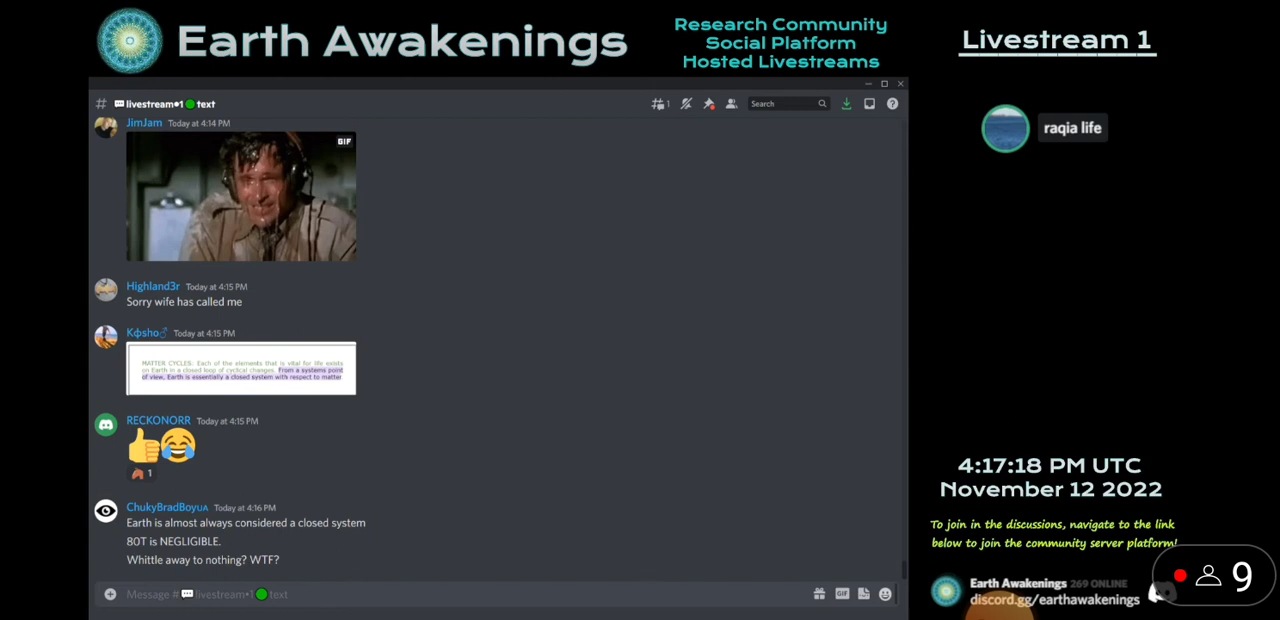 Earth Awakenings
Research Community
Social Platform
Hosted Livestreams
Livestream 1
# livestream•1 text
1
Search
JimJam Today at 4:14 PM
GIF
raqia life
Highland3r Today at 4:15 PM
Sorry wife has called me
Kφsho♂ Today at 4:15 PM
MATTER CYCLES: Each of the elements that is vital for life exists
on Earth in a closed loop of cyclical changes. From a systems point
of view, Earth is essentially a closed system with respect to matter
RECKONORR Today at 4:15 PM
👍😂
1
ChukyBradBoyUA Today at 4:16 PM
Earth is almost always considered a closed system
80T is NEGLIGIBLE.
Whittle away to nothing? WTF?
Message # livestream•1 text
GIF
4:17:18 PM UTC
November 12 2022
To join in the discussions, navigate to the link
below to join the community server platform!
Earth Awakenings 269 ONLINE
discord.gg/earthawakenings
9